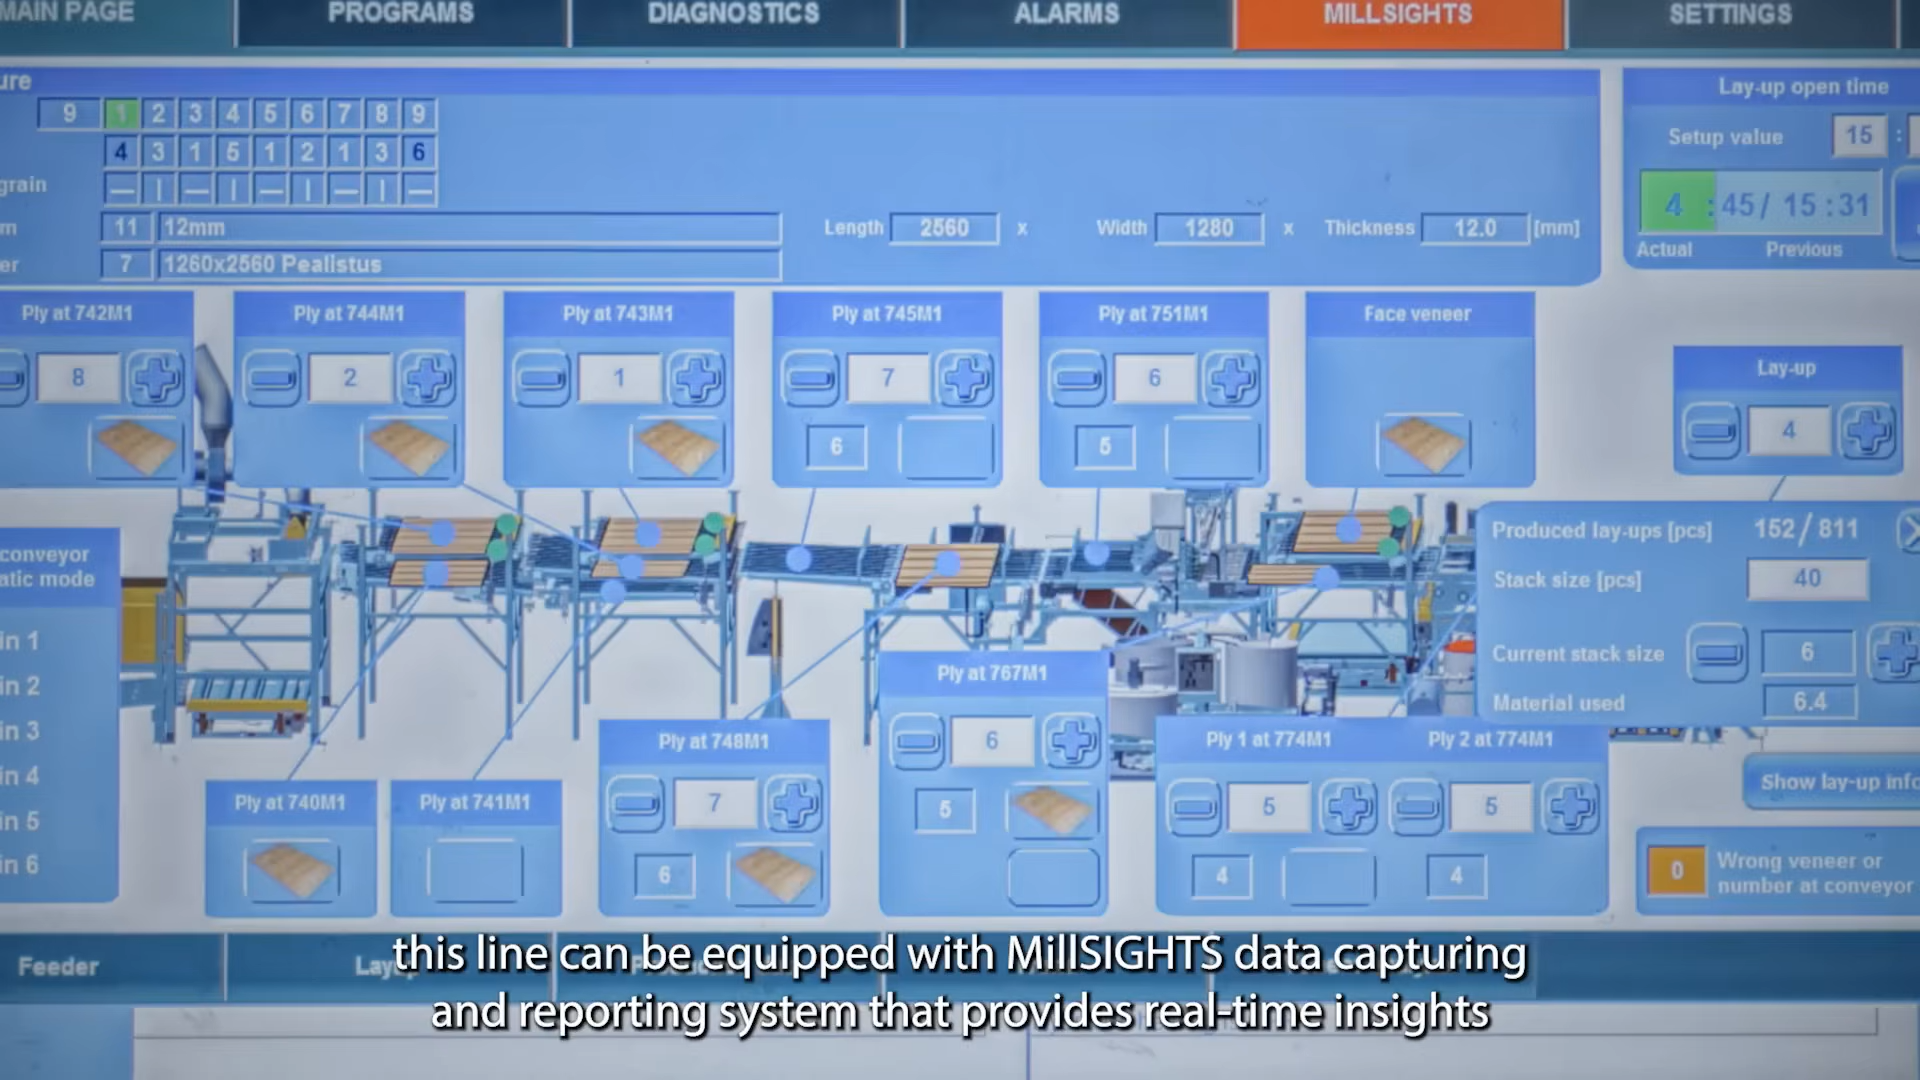 MAIN PAGE PROGRAMS DIAGNOSTICS ALARMS MILLSIGHTS SETTINGS
ure
9 1 2 3 4 5 6 7 8 9
4 3 1 5 1 2 1 3 6
grain
m 11 12mm Length 2560 x Width 1280 x Thickness 12.0 [mm]
er 7 1260x2560 Pealistus
Lay-up open time
Setup value 15 :
4 : 45 / 15 : 31
Actual Previous
Ply at 742M1 Ply at 744M1 Ply at 743M1 Ply at 745M1 Ply at 751M1 Face veneer
8 2 1 7 6
6 5
Lay-up
4
conveyor
atic mode
in 1
in 2
in 3
in 4
in 5
in 6
Produced lay-ups [pcs] 152 / 811
Stack size [pcs] 40
Current stack size 6
Material used 6.4
Ply at 740M1
Ply at 741M1
Ply at 748M1
7
6
Ply at 767M1
6
5
Ply 1 at 774M1 Ply 2 at 774M1
5 5
4 4
Show lay-up info
0 Wrong veneer or
number at conveyor
Feeder
this line can be equipped with MillSIGHTS data capturing
and reporting system that provides real-time insights